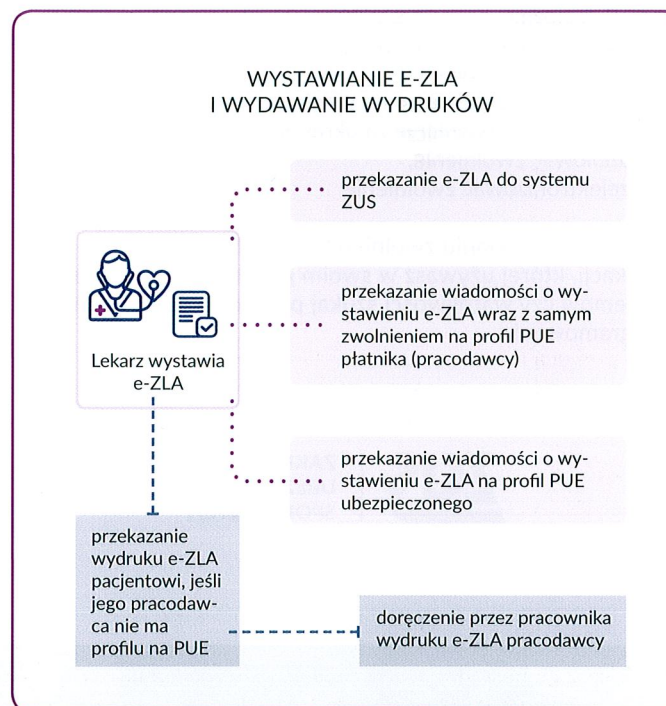 WYSTAWIANIE E-ZLA
I WYDAWANIE WYDRUKÓW
przekazanie e-ZLA do systemu
ZUS
Lekarz wystawia
e-ZLA
przekazanie wiadomości o wy-
stawieniu e-ZLA wraz z samym
zwolnieniem na profil PUE
płatnika (pracodawcy)
przekazanie wiadomości o wy-
stawieniu e-ZLA na profil PUE
ubezpieczonego
przekazanie
wydruku e-ZLA
pacjentowi, jeśli
jego pracodaw-
ca nie ma
profilu na PUE
doręczenie przez pracownika
wydruku e-ZLA pracodawcy